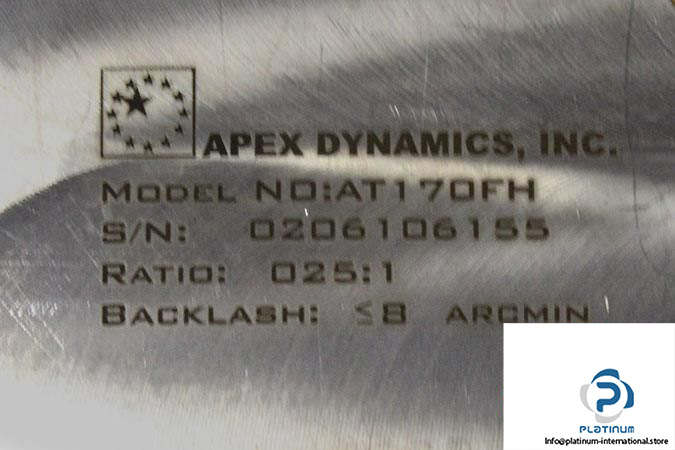 APEX DYNAMICS, INC.
MODEL NO:AT170FH
S/N: 0206106155
RATIO: 025:1
BACKLASH: ≤8 ARCMIN
PLATINUM
Info@platinum-international.store